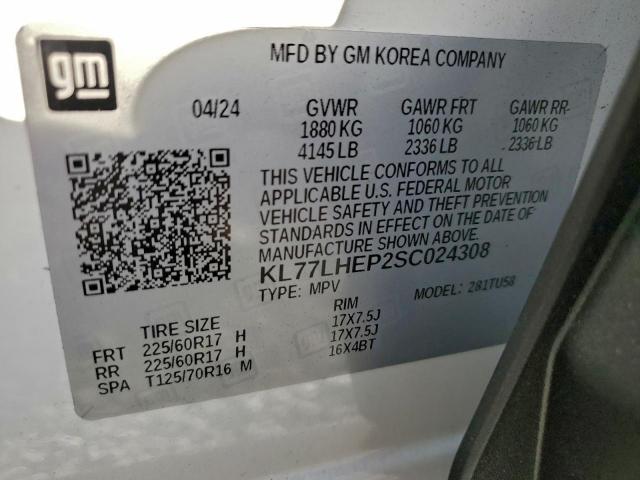 gm
MFD BY GM KOREA COMPANY
04/24 GVWR GAWR FRT GAWR RR
1880 KG 1060 KG 1060 KG
4145 LB 2336 LB 2336 LB
THIS VEHICLE CONFORMS TO ALL
APPLICABLE U.S. FEDERAL MOTOR
VEHICLE SAFETY AND THEFT PREVENTION
STANDARDS IN EFFECT ON THE DATE OF
MANUFACTURE SHOWN ABOVE.
KL77LHEP2SC024308
TYPE: MPV MODEL: 281TU58
TIRE SIZE RIM
FRT 225/60R17 H 17X7.5J
RR 225/60R17 H 17X7.5J
SPA T125/70R16 M 16X4BT